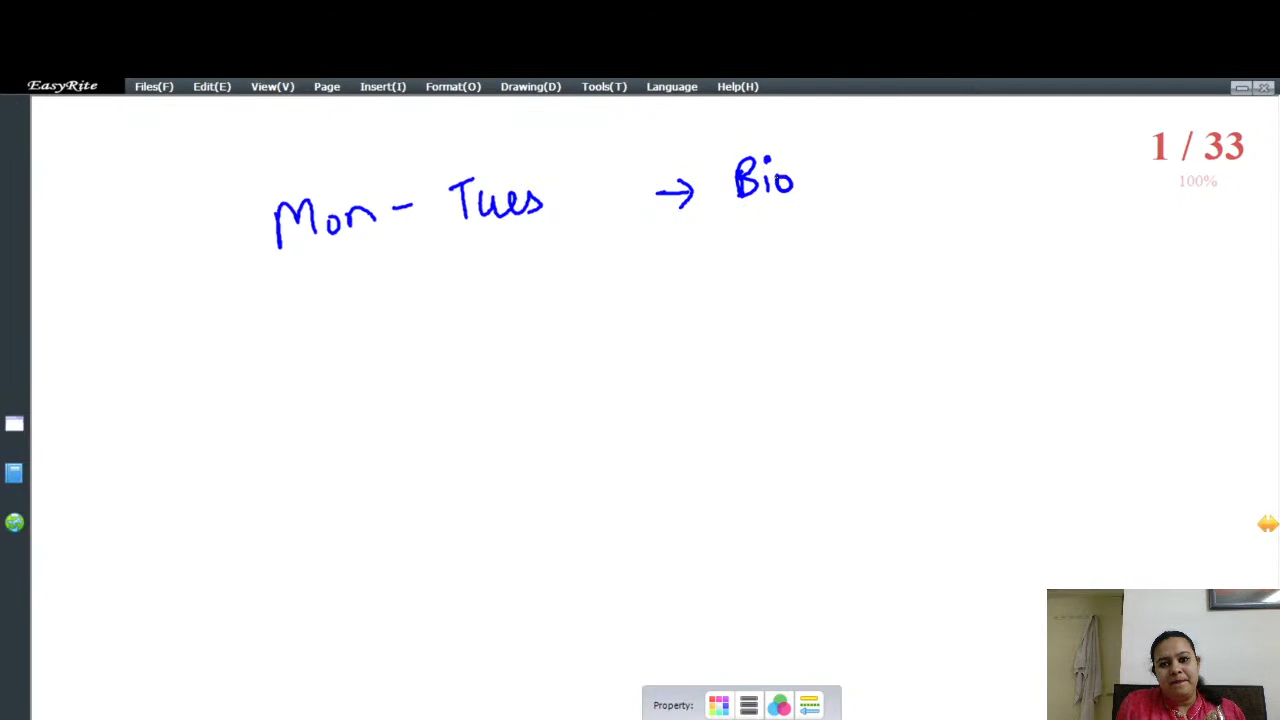 EasyRite Files(F) Edit(E) View(V) Page Insert(I) Format(O) Drawing(D) Tools(T) Language Help(H)
1 / 33
100%
Mon - Tues → Bio
Property: